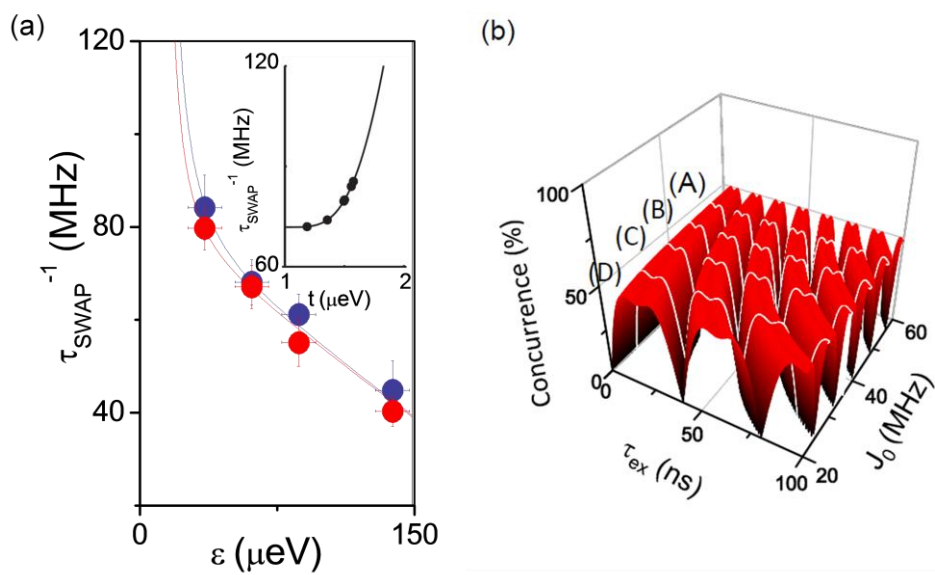 (a)
τSWAP-1 (MHz)
120
80
40
0
150
ε (μeV)
τSWAP-1 (MHz)
120
60
1
2
t (μeV)
(b)
Concurrence (%)
100
50
0
(A)
(B)
(C)
(D)
0
50
100
τex (ns)
20
40
60
J0 (MHz)